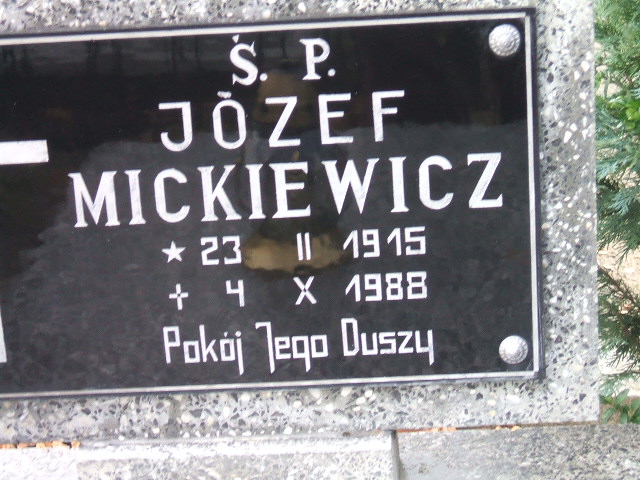 Ś. P.
JÓZEF
MICKIEWICZ
★ 23 II 1915
✝ 4 X 1988
Pokój Jego Duszy